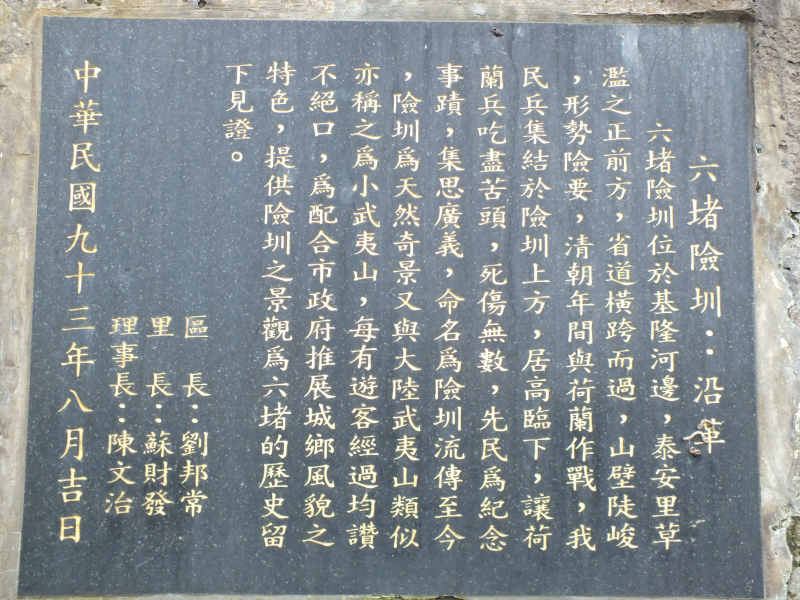 六堵險圳：沿革
六堵險圳位於基隆河邊，泰安里草
濫之正前方，省道橫跨而過，山壁陡峻
，形勢險要，清朝年間與荷蘭作戰，我
民兵集結於險圳上方，居高臨下，讓荷
蘭兵吃盡苦頭，死傷無數，先民爲紀念
事蹟，集思廣義，命名爲險圳流傳至今
，險圳爲天然奇景又與大陸武夷山類似
亦稱之爲小武夷山，每有遊客經過均讚
不絕口，爲配合市政府推展城鄉風貌之
特色，提供險圳之景觀爲六堵的歷史留
下見證。
區長：劉邦常
里長：蘇財發
理事長：陳文治
中華民國九十三年八月吉日